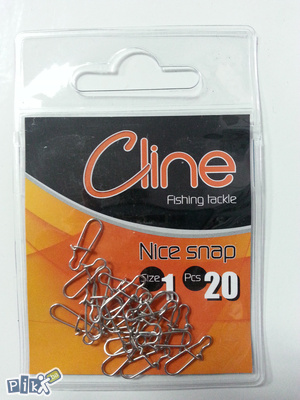 Cline
Fishing tackle
Nice snap
Size 1 Pcs 20
Pik